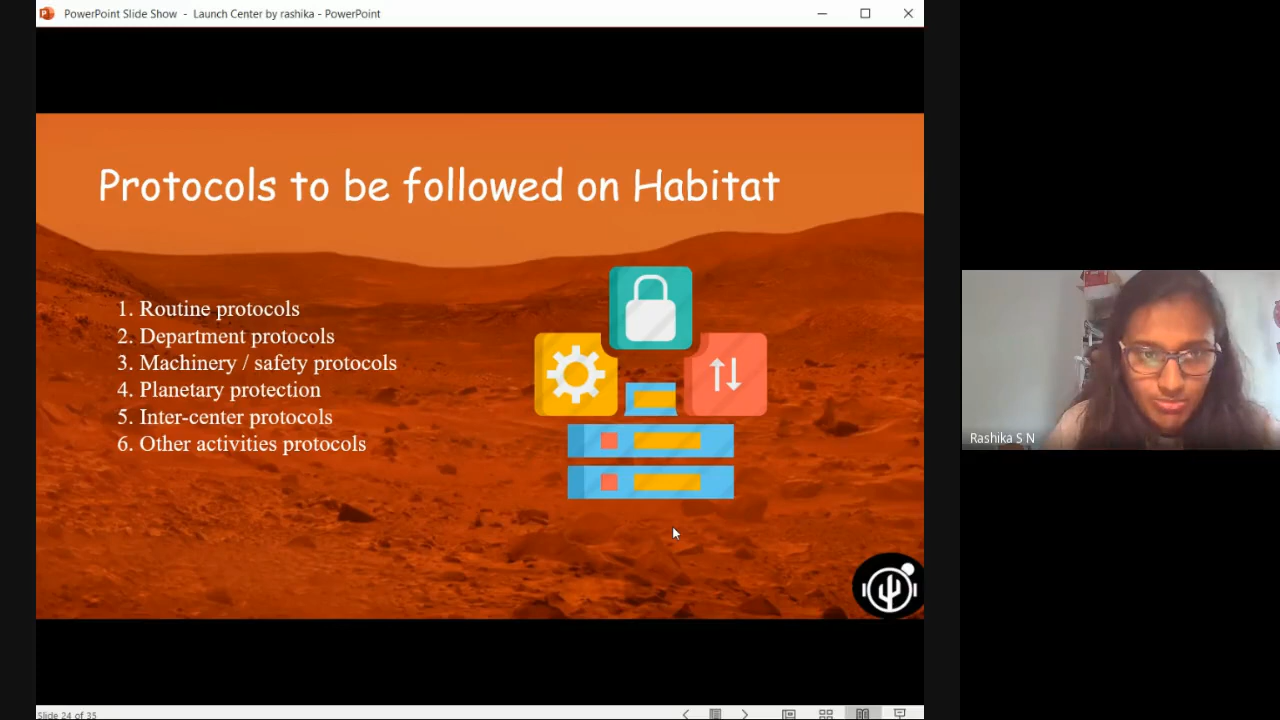 PowerPoint Slide Show - Launch Center by rashika - PowerPoint
Protocols to be followed on Habitat
1. Routine protocols
2. Department protocols
3. Machinery / safety protocols
4. Planetary protection
5. Inter-center protocols
6. Other activities protocols
Rashika S N
Slide 24 of 35